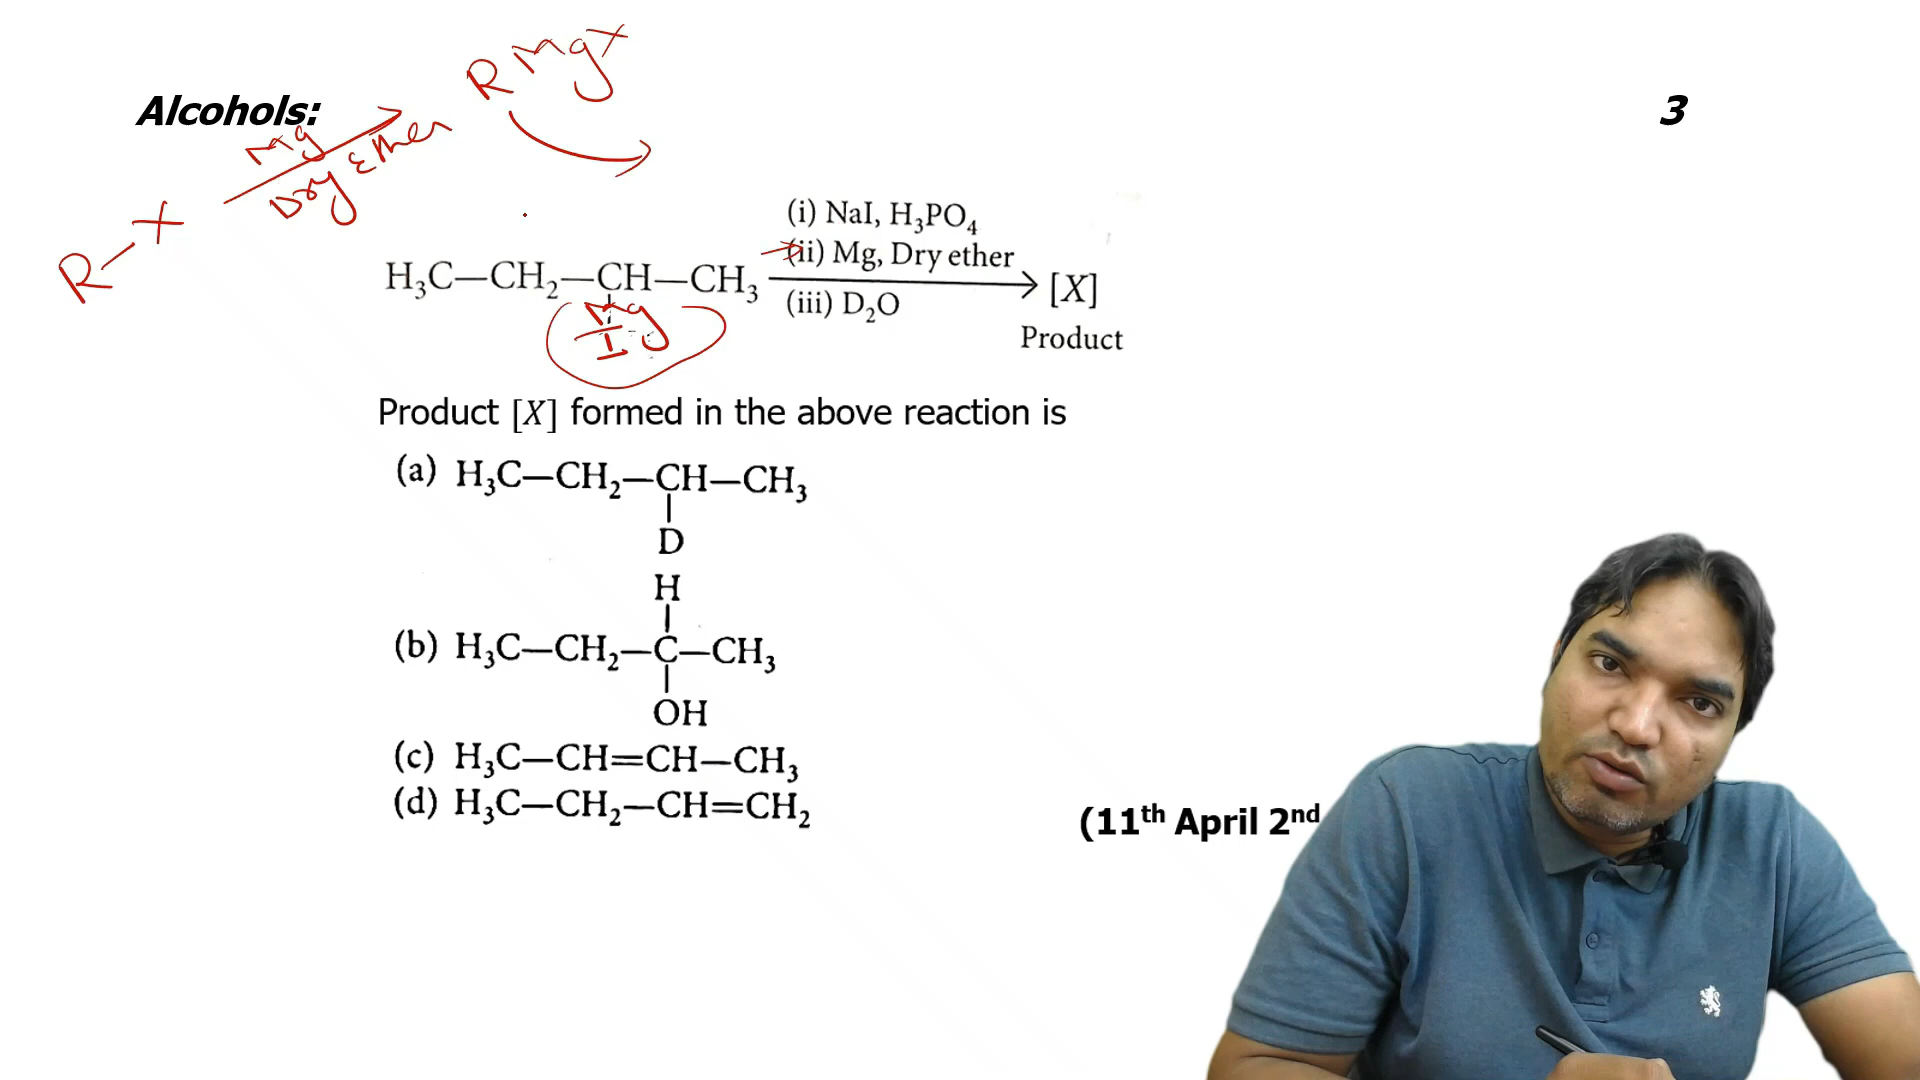 R MgX
Alcohols:
3
Mg
Dry Ether
R–X
(i) NaI, H₃PO₄
(ii) Mg, Dry ether
H₃C—CH₂—CH—CH₃
(iii) D₂O
[X]
Mg
I
Product
Product [X] formed in the above reaction is
(a) H₃C—CH₂—CH—CH₃
D
H
(b) H₃C—CH₂—C—CH₃
OH
(c) H₃C—CH=CH—CH₃
(d) H₃C—CH₂—CH=CH₂
(11ᵗʰ April 2ⁿᵈ